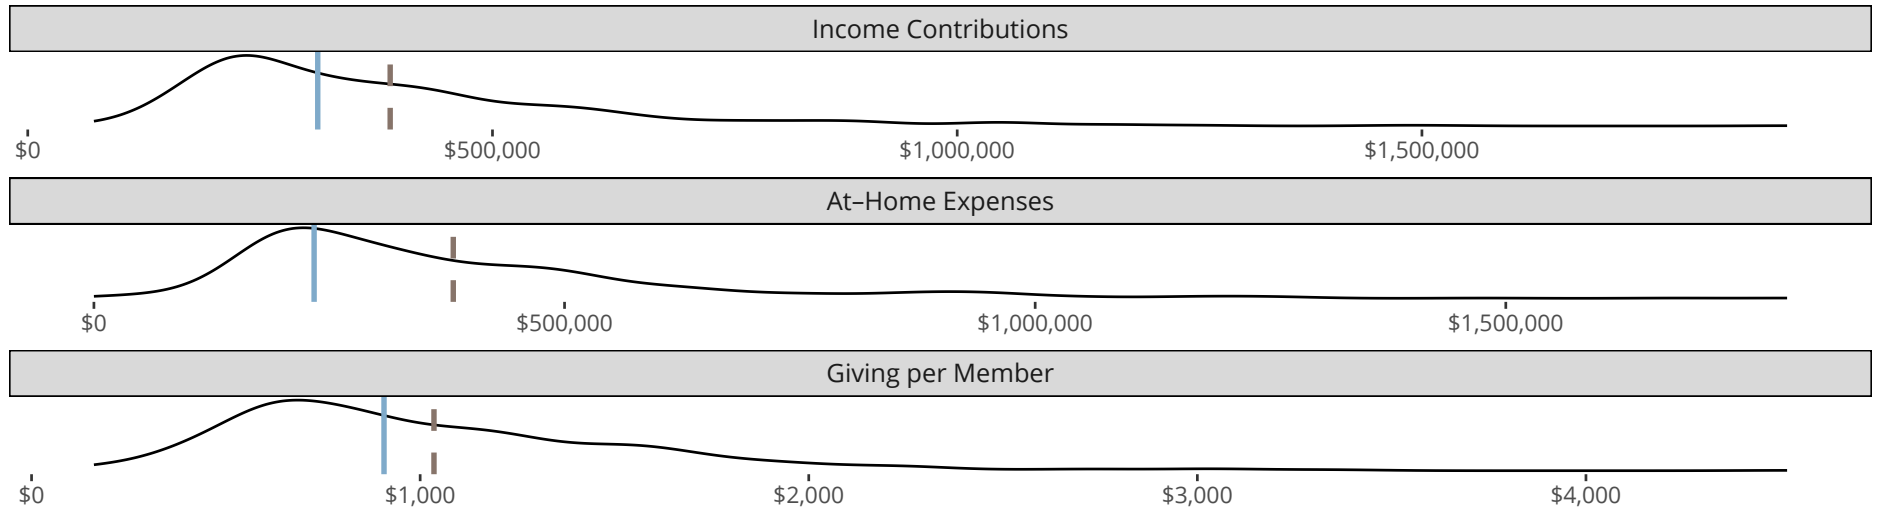 Income Contributions
$0 $500,000 $1,000,000 $1,500,000
At–Home Expenses
$0 $500,000 $1,000,000 $1,500,000
Giving per Member
$0 $1,000 $2,000 $3,000 $4,000